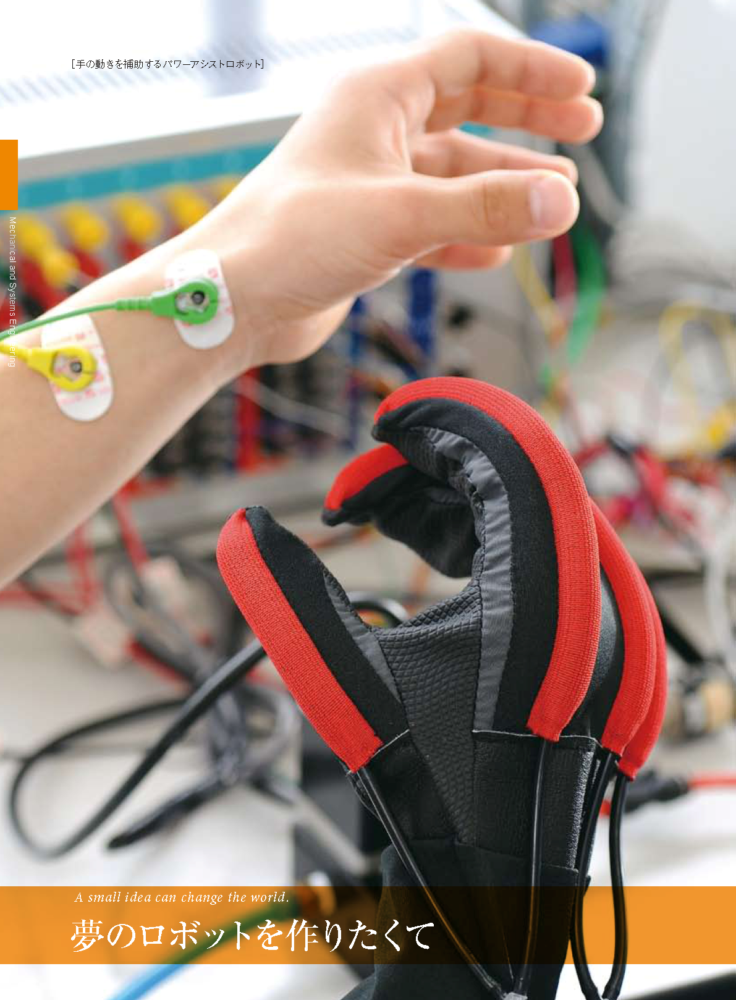 [手の動きを補助するパワーアシストロボット]
Mechanical and Systems Engineering
A small idea can change the world.
夢のロボットを作りたくて